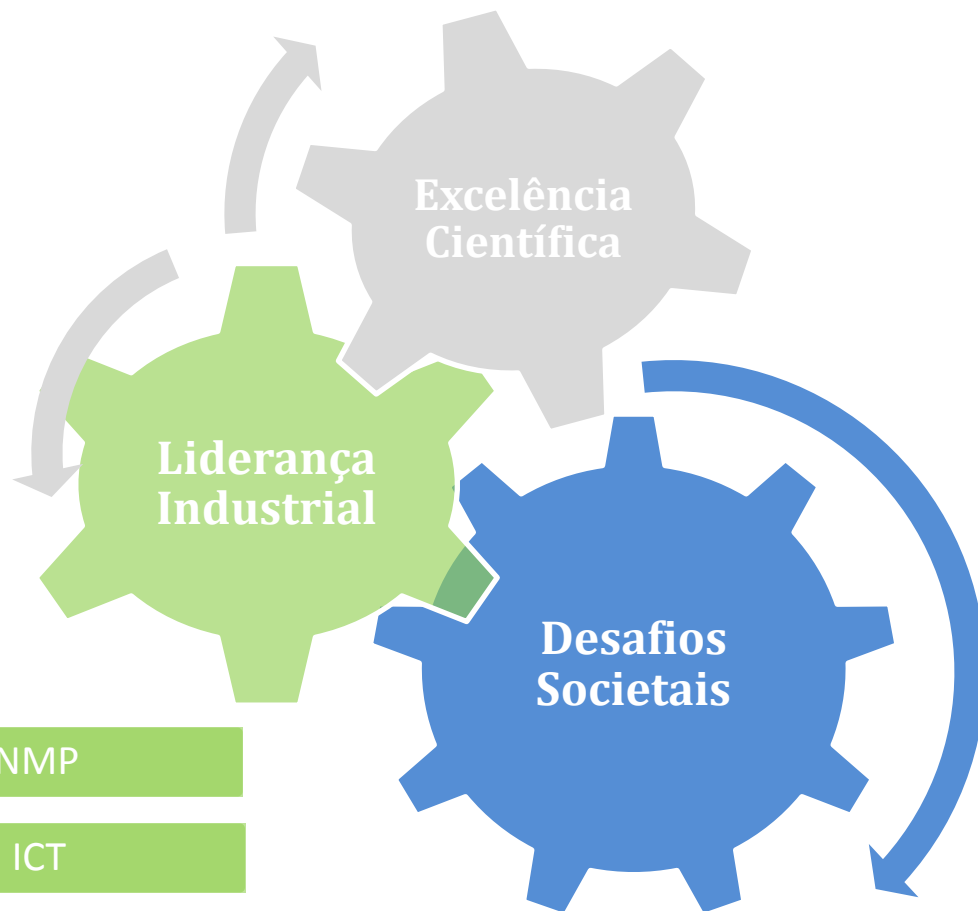 Excelência
Científica
Liderança
Industrial
Desafios
Societais
NMP
ICT